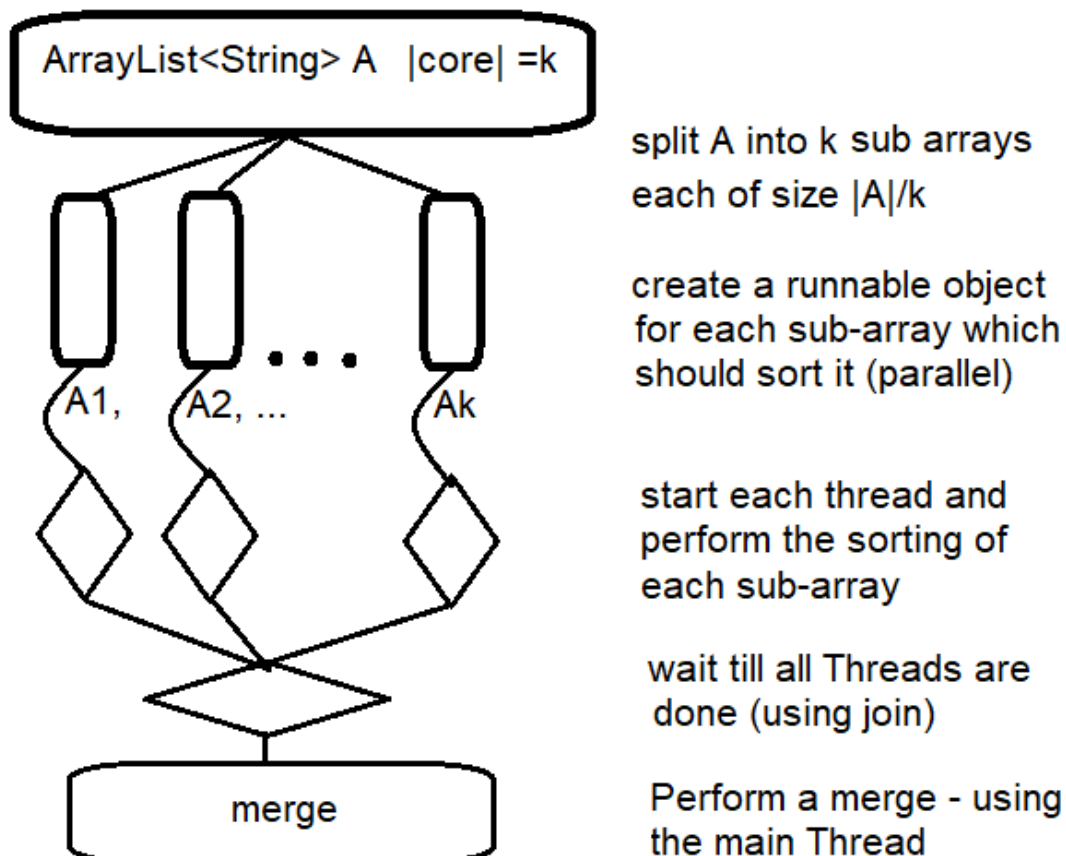 ArrayList<String> A |core| =k
split A into k sub arrays
each of size |A|/k
create a runnable object
for each sub-array which
should sort it (parallel)
A1, A2, ... Ak
start each thread and
perform the sorting of
each sub-array
wait till all Threads are
done (using join)
merge
Perform a merge - using
the main Thread